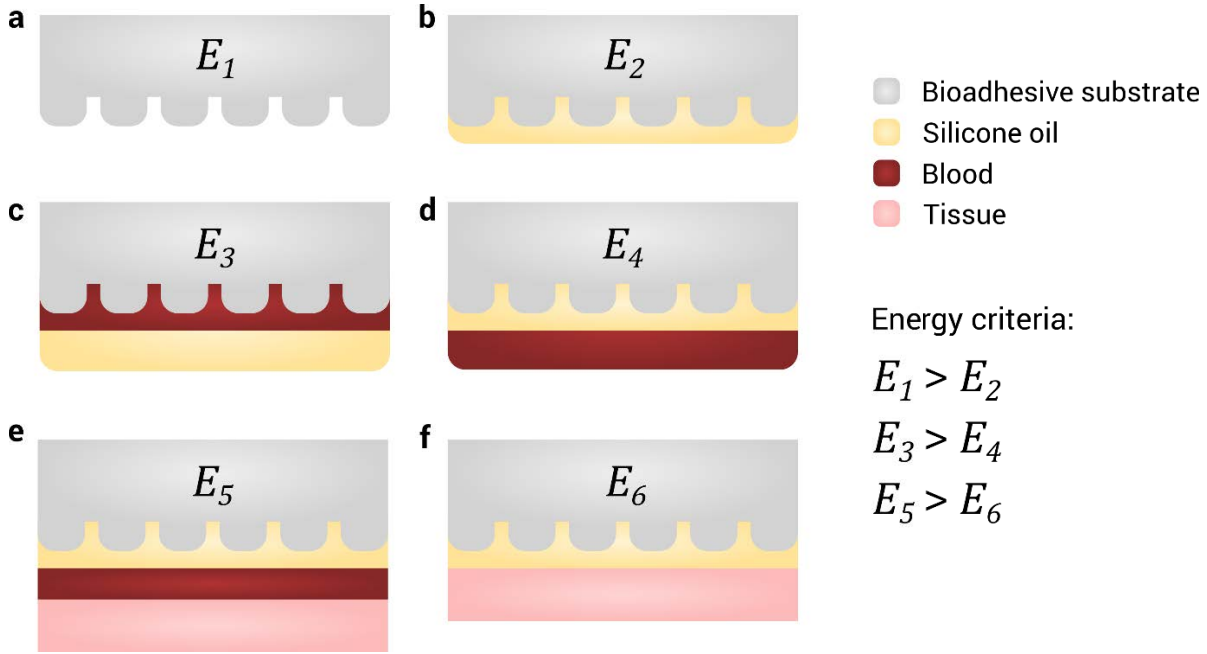 a
E1
b
E2
c
E3
d
E4
e
E5
f
E6
Bioadhesive substrate
Silicone oil
Blood
Tissue
Energy criteria:
E1 > E2
E3 > E4
E5 > E6